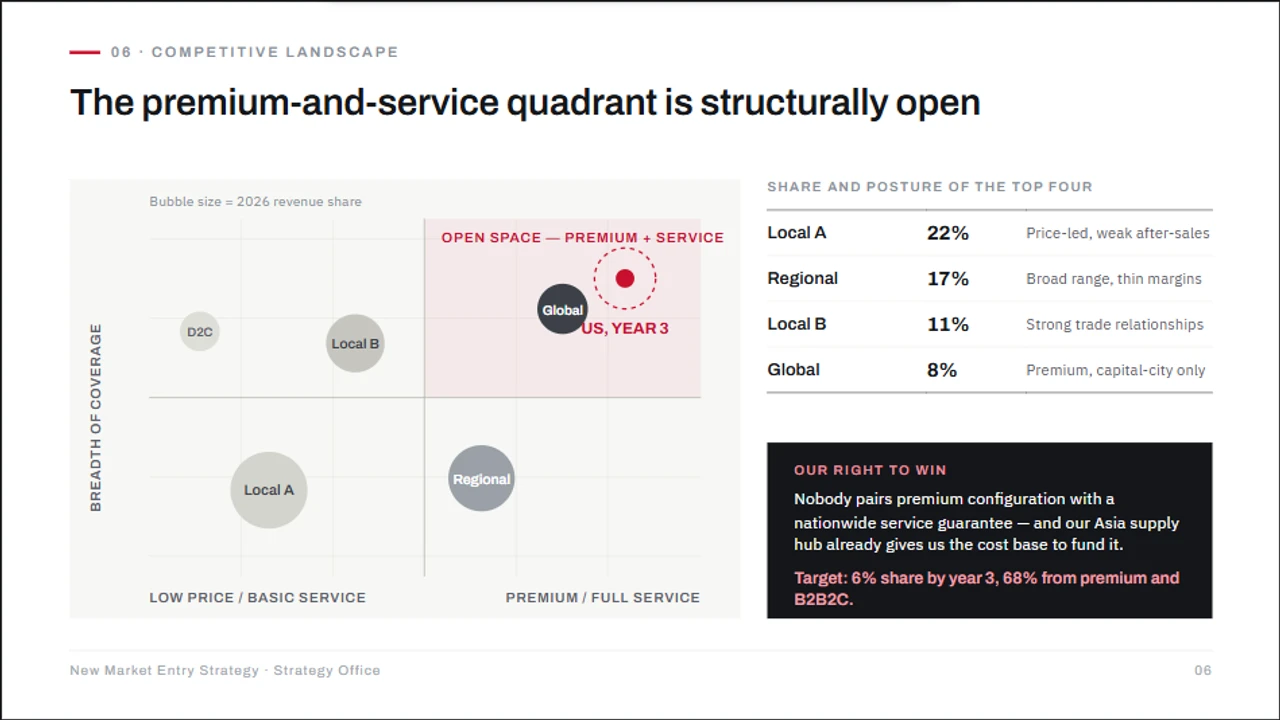 06 · COMPETITIVE LANDSCAPE
The premium-and-service quadrant is structurally open
Bubble size = 2026 revenue share
OPEN SPACE — PREMIUM + SERVICE
Global
US, YEAR 3
D2C
Local B
Local A
Regional
BREADTH OF COVERAGE
LOW PRICE / BASIC SERVICE
PREMIUM / FULL SERVICE
SHARE AND POSTURE OF THE TOP FOUR
Local A 22% Price-led, weak after-sales
Regional 17% Broad range, thin margins
Local B 11% Strong trade relationships
Global 8% Premium, capital-city only
OUR RIGHT TO WIN
Nobody pairs premium configuration with a
nationwide service guarantee — and our Asia supply
hub already gives us the cost base to fund it.
Target: 6% share by year 3, 68% from premium and
B2B2C.
New Market Entry Strategy · Strategy Office
06